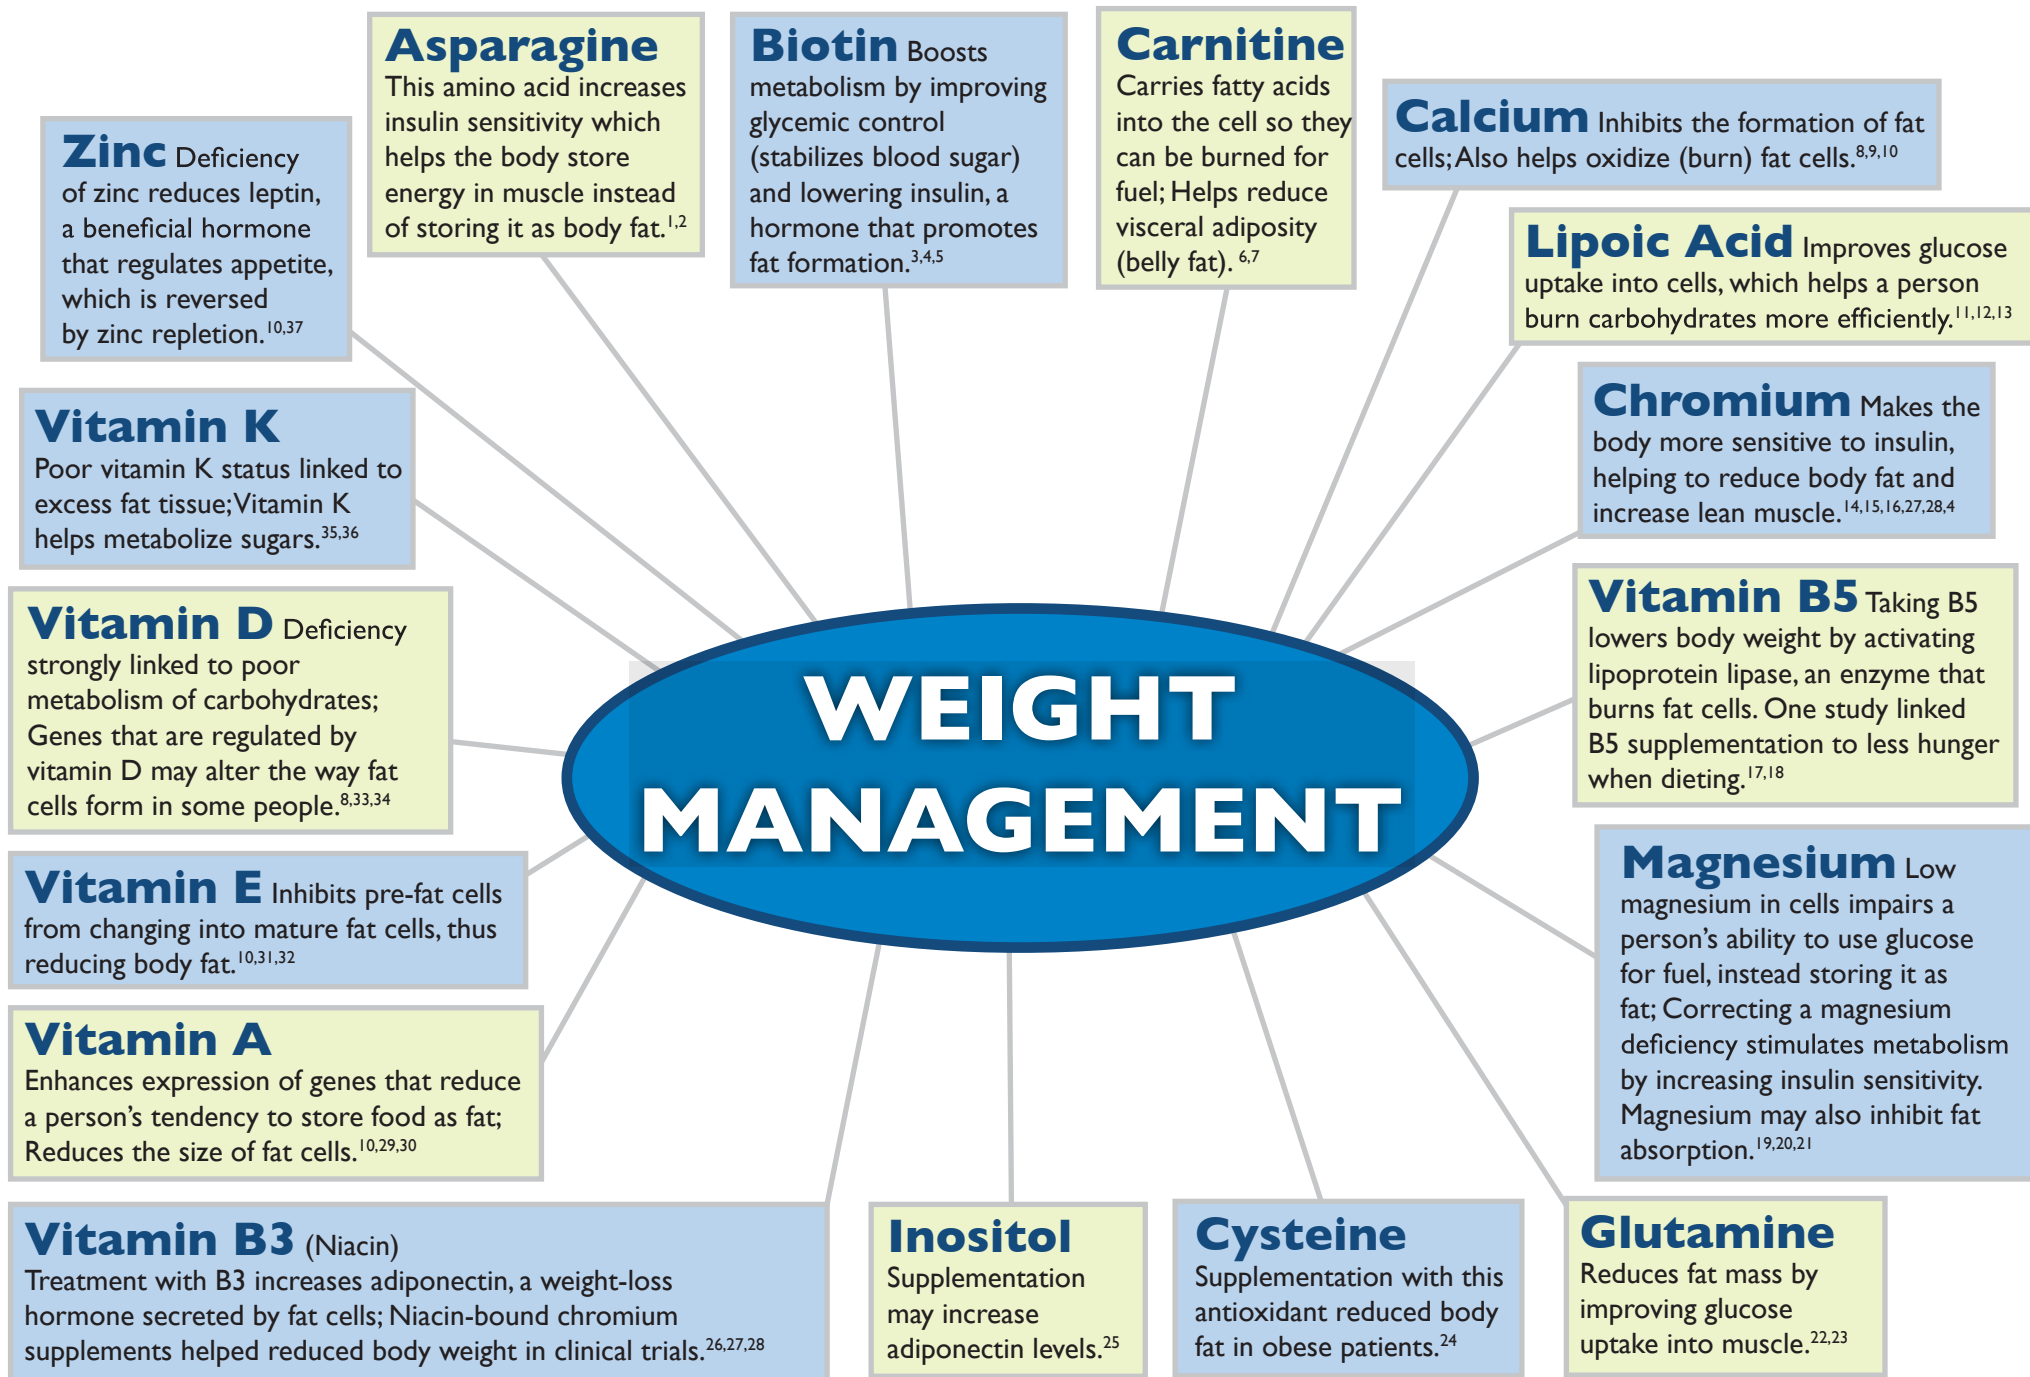 Asparagine
This amino acid increases
insulin sensitivity which
helps the body store
energy in muscle instead
of storing it as body fat.1,2
Biotin Boosts
metabolism by improving
glycemic control
(stabilizes blood sugar)
and lowering insulin, a
hormone that promotes
fat formation.3,4,5
Carnitine
Carries fatty acids
into the cell so they
can be burned for
fuel; Helps reduce
visceral adiposity
(belly fat). 6,7
Calcium Inhibits the formation of fat
cells; Also helps oxidize (burn) fat cells.8,9,10
Lipoic Acid Improves glucose
uptake into cells, which helps a person
burn carbohydrates more efficiently.11,12,13
Chromium Makes the
body more sensitive to insulin,
helping to reduce body fat and
increase lean muscle.14,15,16,27,28,4
Vitamin B5 Taking B5
lowers body weight by activating
lipoprotein lipase, an enzyme that
burns fat cells. One study linked
B5 supplementation to less hunger
when dieting.17,18
Magnesium Low
magnesium in cells impairs a
person's ability to use glucose
for fuel, instead storing it as
fat; Correcting a magnesium
deficiency stimulates metabolism
by increasing insulin sensitivity.
Magnesium may also inhibit fat
absorption.19,20,21
Glutamine
Reduces fat mass by
improving glucose
uptake into muscle.22,23
Cysteine
Supplementation with this
antioxidant reduced body
fat in obese patients.24
Inositol
Supplementation
may increase
adiponectin levels.25
Vitamin B3 (Niacin)
Treatment with B3 increases adiponectin, a weight-loss
hormone secreted by fat cells; Niacin-bound chromium
supplements helped reduced body weight in clinical trials.26,27,28
Vitamin A
Enhances expression of genes that reduce
a person's tendency to store food as fat;
Reduces the size of fat cells.10,29,30
Vitamin E Inhibits pre-fat cells
from changing into mature fat cells, thus
reducing body fat.10,31,32
Vitamin D Deficiency
strongly linked to poor
metabolism of carbohydrates;
Genes that are regulated by
vitamin D may alter the way fat
cells form in some people.8,33,34
Vitamin K
Poor vitamin K status linked to
excess fat tissue; Vitamin K
helps metabolize sugars.35,36
Zinc Deficiency
of zinc reduces leptin,
a beneficial hormone
that regulates appetite,
which is reversed
by zinc repletion.10,37
WEIGHT
MANAGEMENT